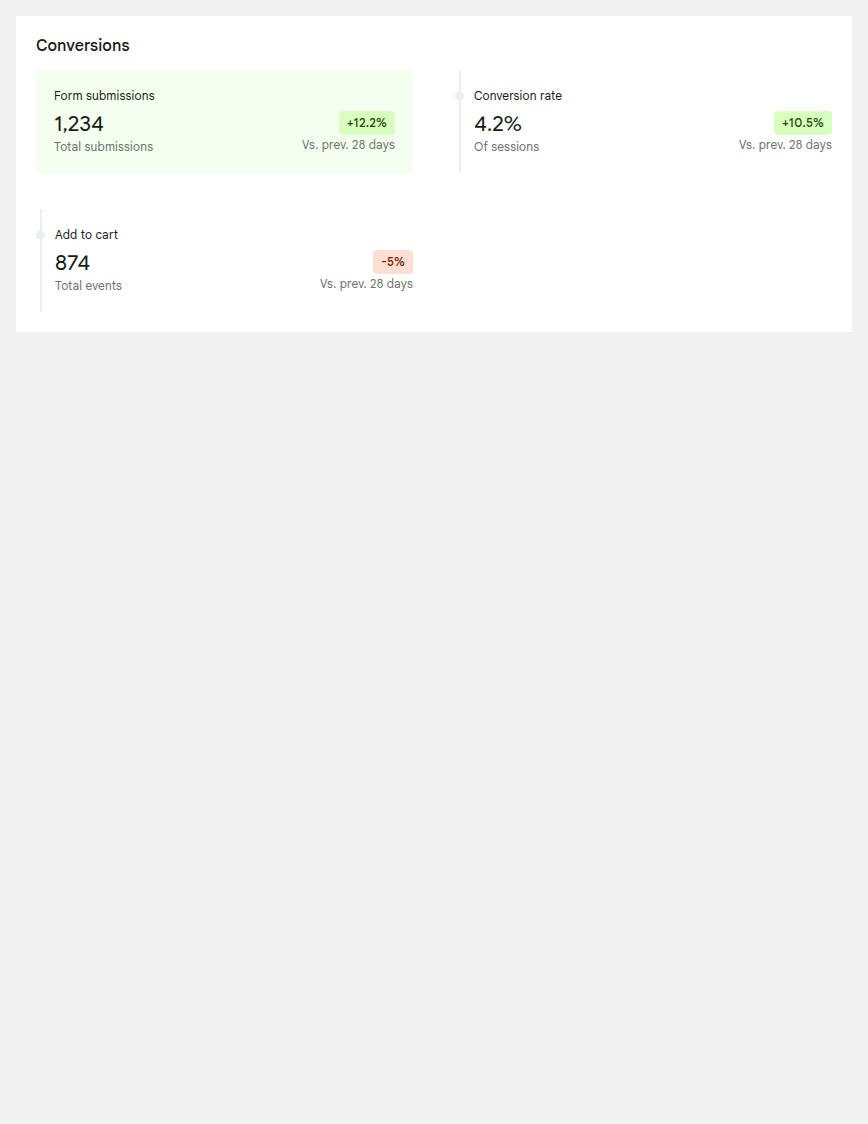 Conversions
Form submissions
1,234
+12.2%
Total submissions
Vs. prev. 28 days
Conversion rate
4.2%
+10.5%
Of sessions
Vs. prev. 28 days
Add to cart
874
-5%
Total events
Vs. prev. 28 days